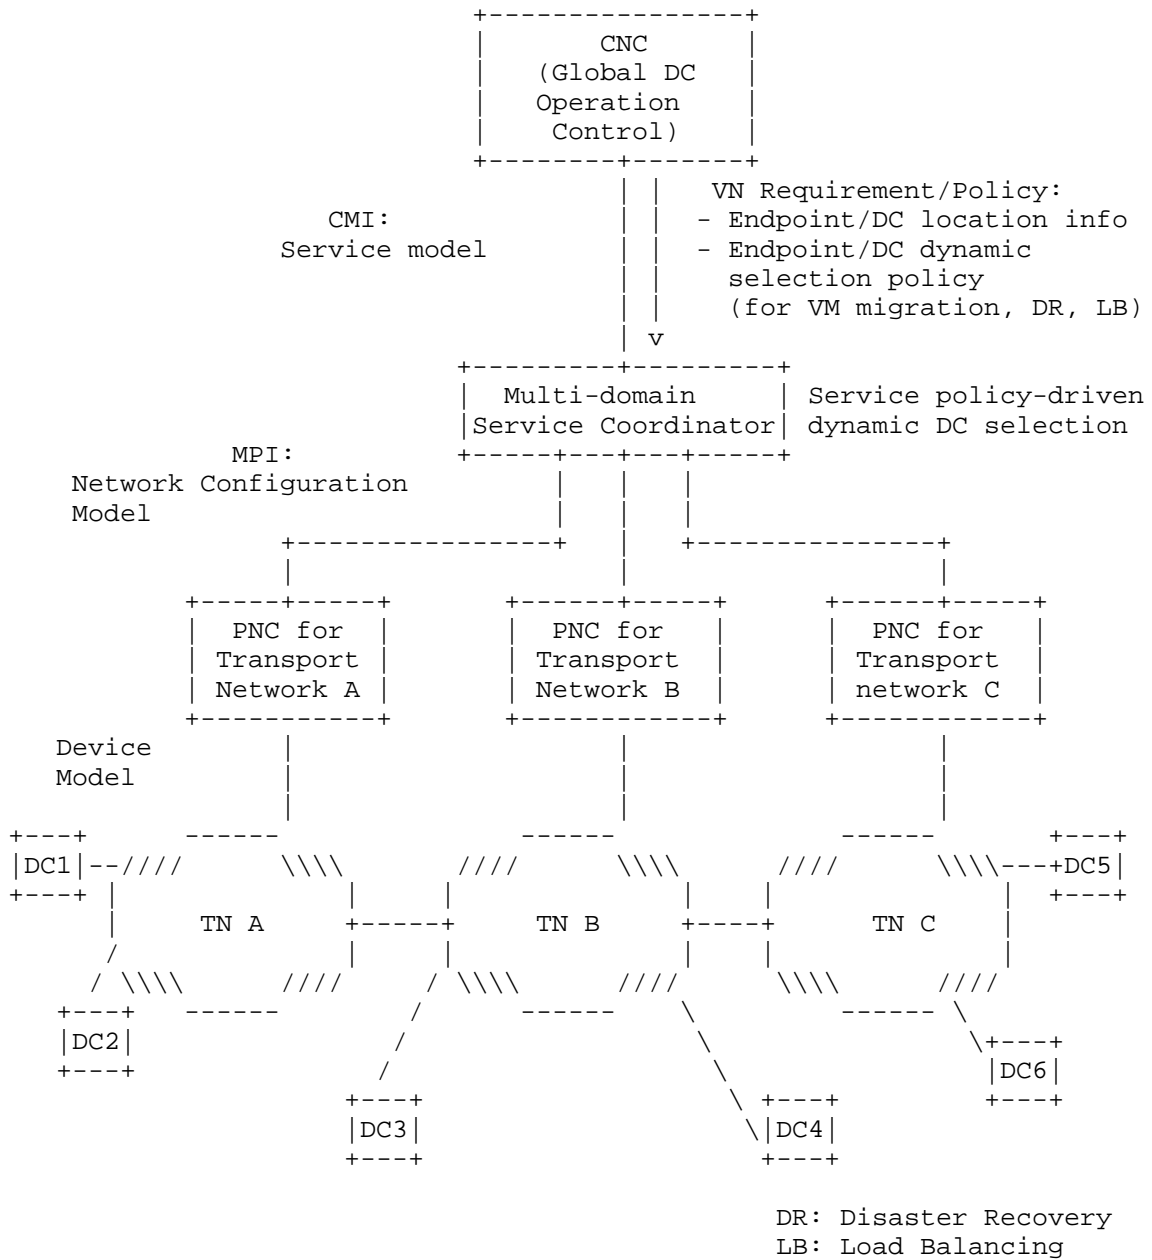 CNC
(Global DC
Operation
Control)
VN Requirement/Policy:
CMI:
- Endpoint/DC location info
Service model
- Endpoint/DC dynamic
selection policy
(for VM migration, DR, LB)
v
Multi-domain
Service Coordinator
Service policy-driven
dynamic DC selection
MPI:
Network Configuration
Model
PNC for
Transport
Network A
PNC for
Transport
Network B
PNC for
Transport
network C
Device
Model
DC1
DC5
TN A
TN B
TN C
DC2
DC6
DC3
DC4
DR: Disaster Recovery
LB: Load Balancing